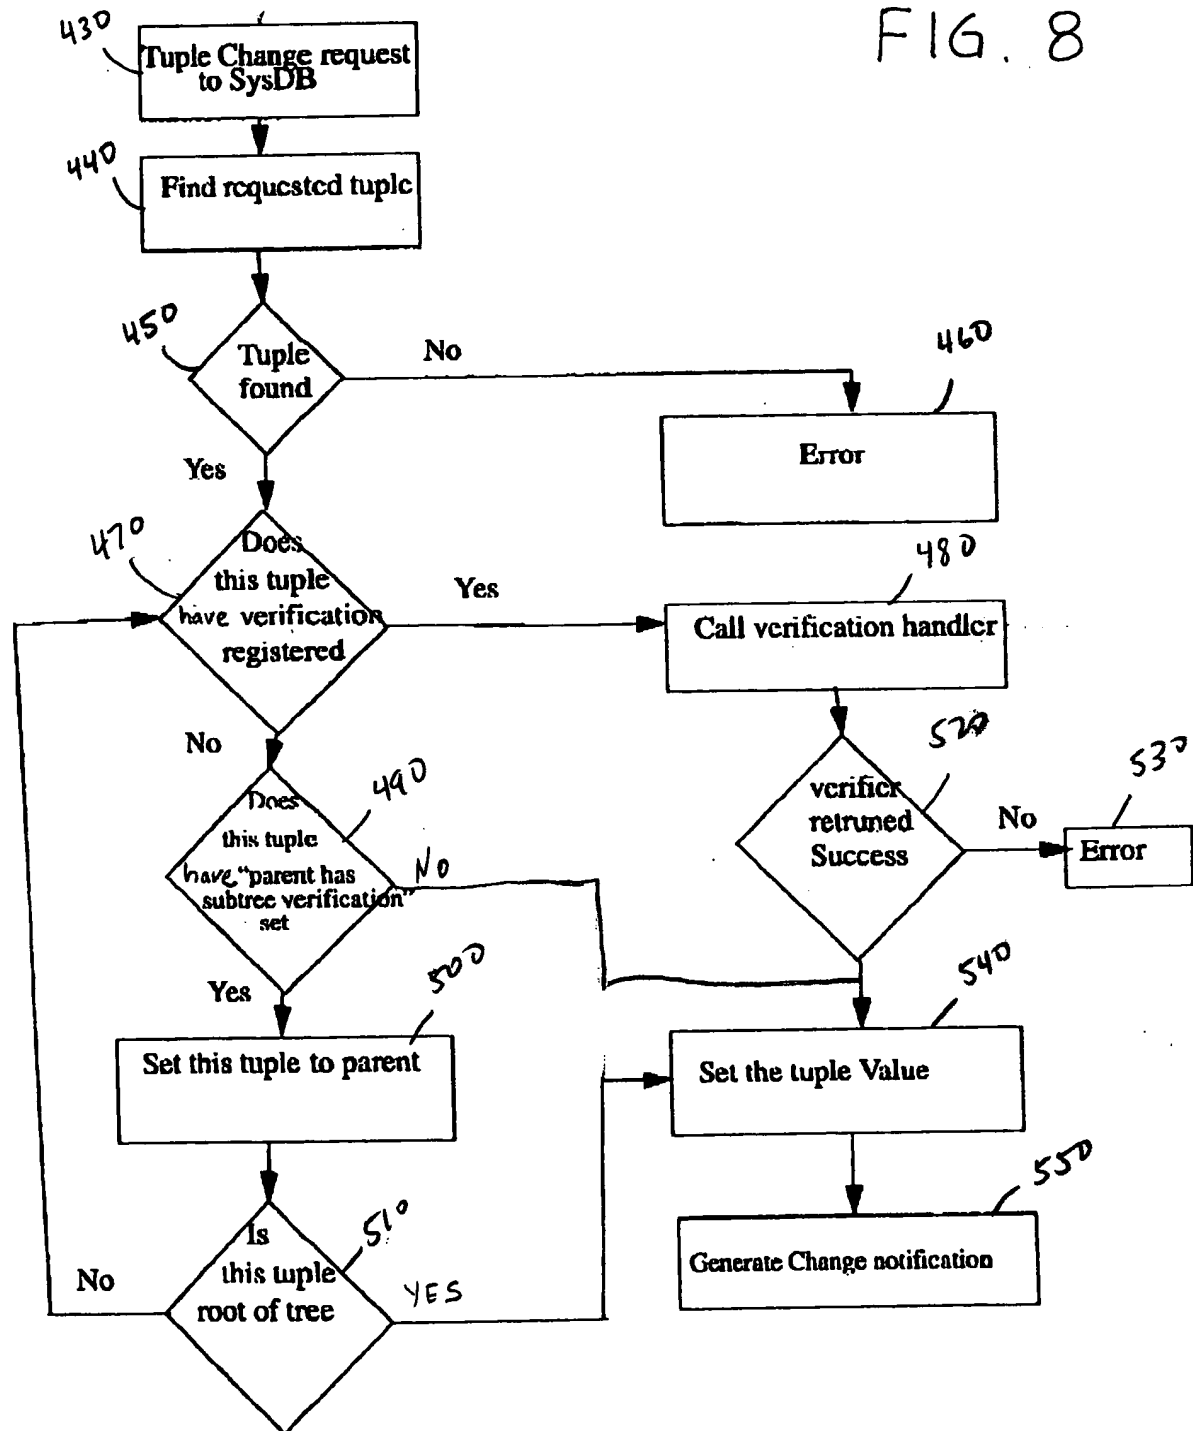 FIG. 8
430
Tuple Change request
to SysDB
440
Find requested tuple
450
Tuple
found
No
Yes
460
Error
470
Does
this tuple
have verification
registered
Yes
No
480
Call verification handler
490
Does
this tuple
have "parent has
subtree verification"
set
No
Yes
520
verifier
retruned
Success
No
530
Error
500
Set this tuple to parent
540
Set the tuple Value
510
Is
this tuple
root of tree
No
YES
550
Generate Change notification